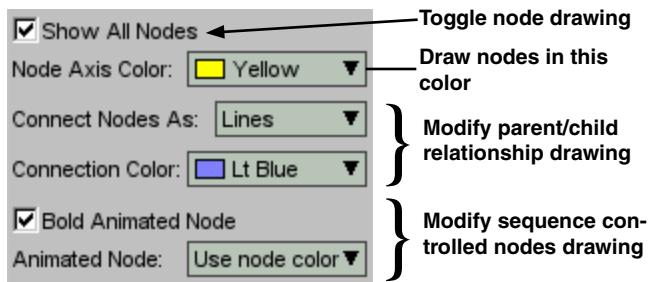 Show All Nodes
Toggle node drawing
Node Axis Color: Yellow
Draw nodes in this
color
Connect Nodes As: Lines
Connection Color: Lt Blue
Modify parent/child
relationship drawing
Bold Animated Node
Animated Node: Use node color
Modify sequence con-
trolled nodes drawing